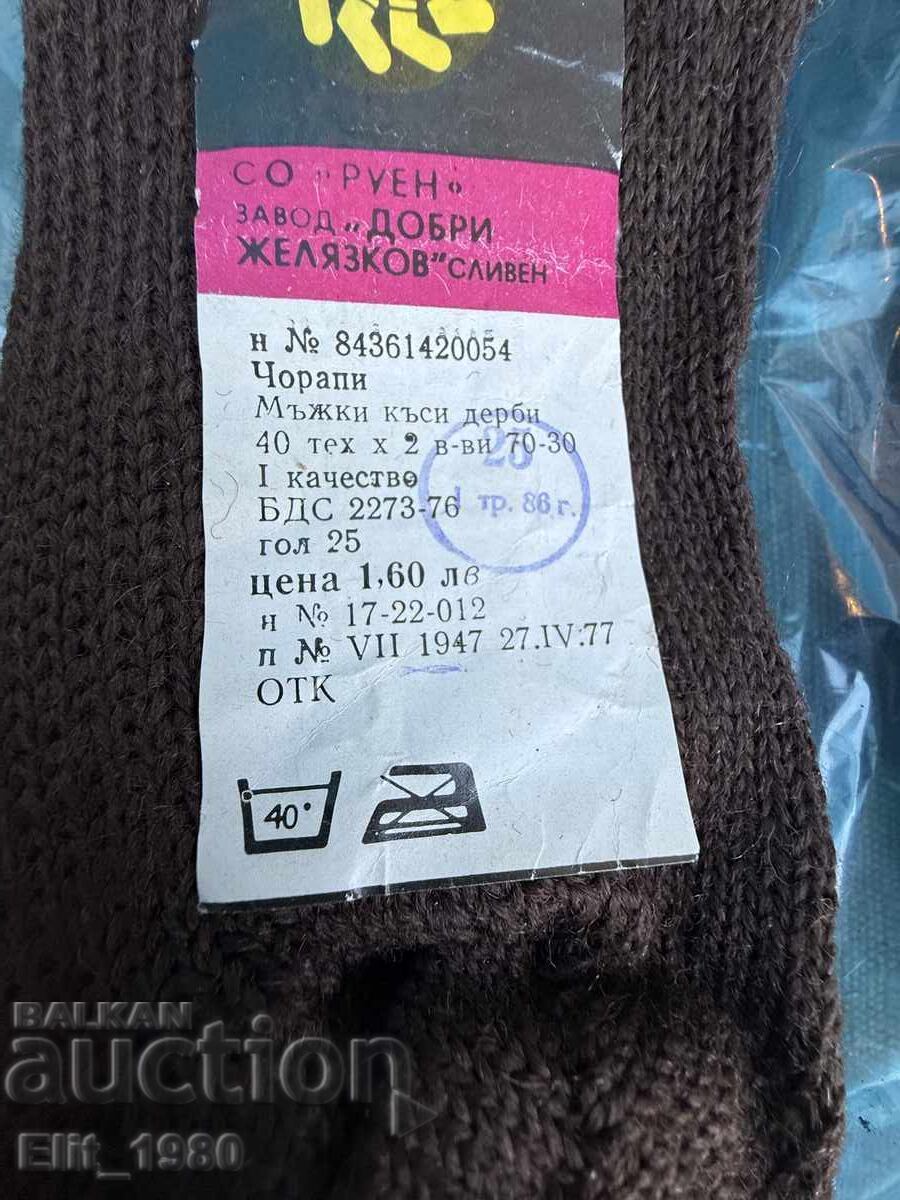 СО "РУЕН"
ЗАВОД "ДОБРИ
ЖЕЛЯЗКОВ" СЛИВЕН
н № 84361420054
Чорапи
Мъжки къси дерби
40 тех х 2 в-ви 70-30
I качество
БДС 2273-76
гол 25
цена 1,60 лв
н № 17-22-012
п № VII 1947 27.IV.77
ОТК
25
I тр. 86 г.
40°
BALKAN
auction
Elit_1980